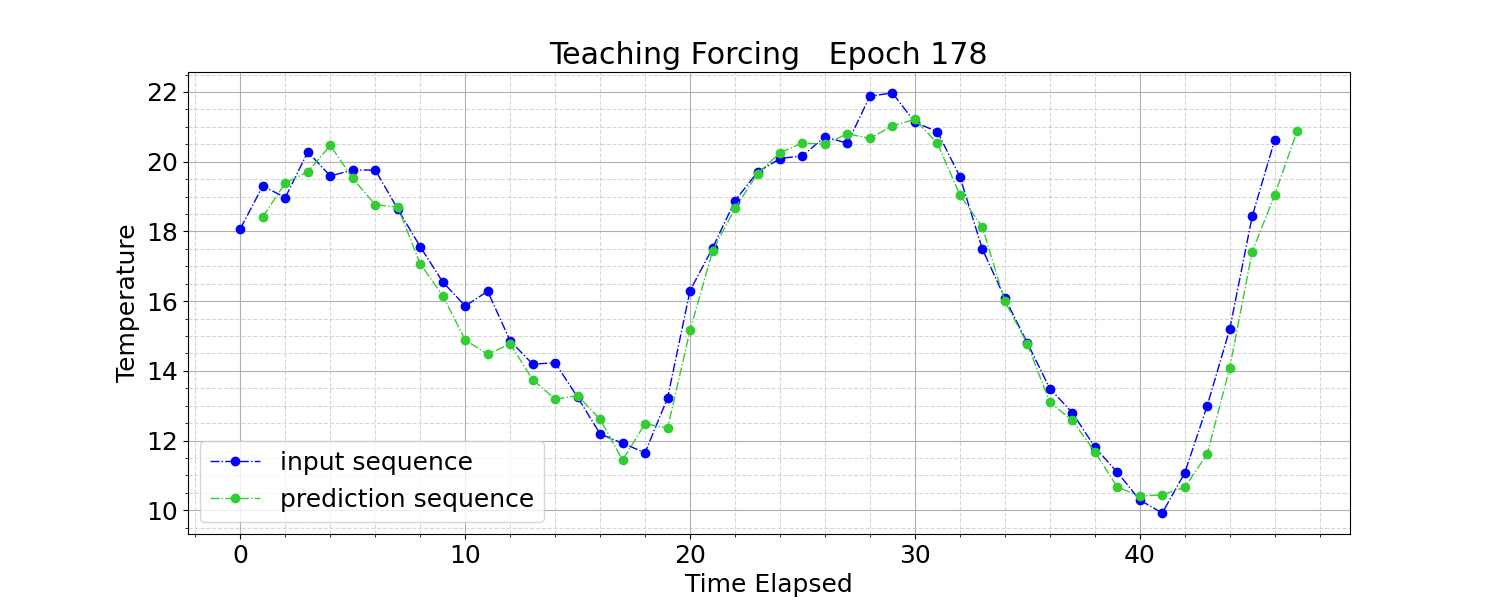 Teaching Forcing   Epoch 178
22
20
18
16
14
12
10
Temperature
input sequence
prediction sequence
0 10 20 30 40
Time Elapsed